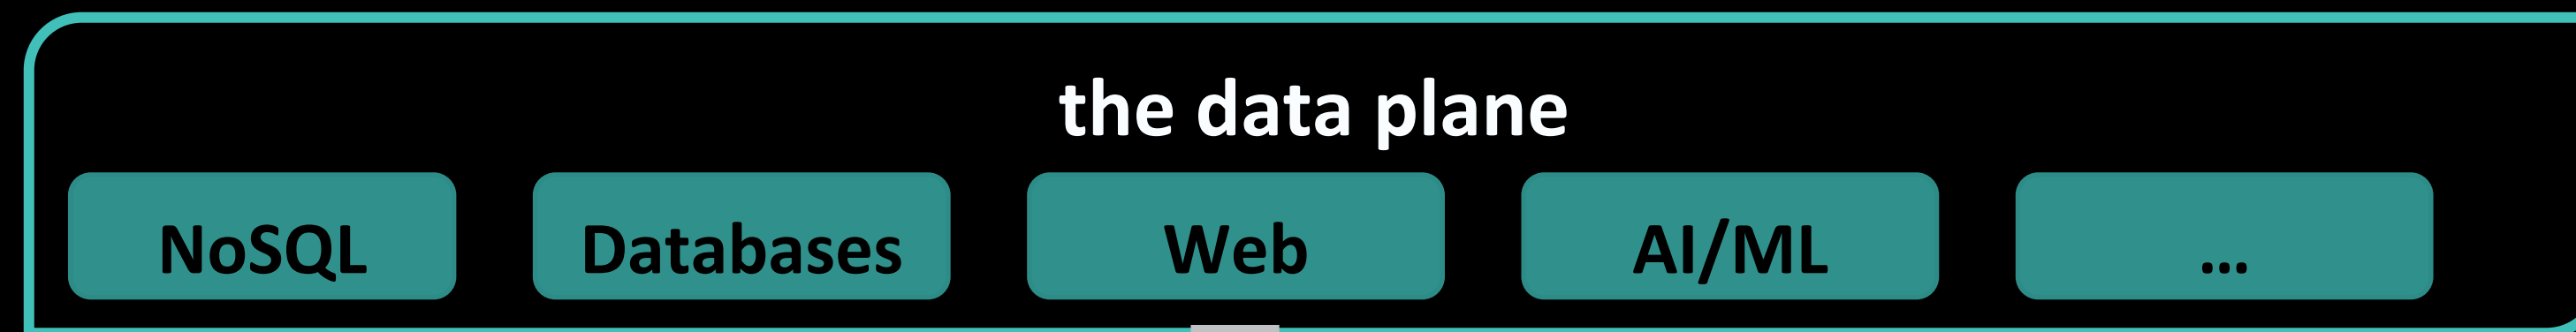 the data plane
NoSQL Databases Web AI/ML ...